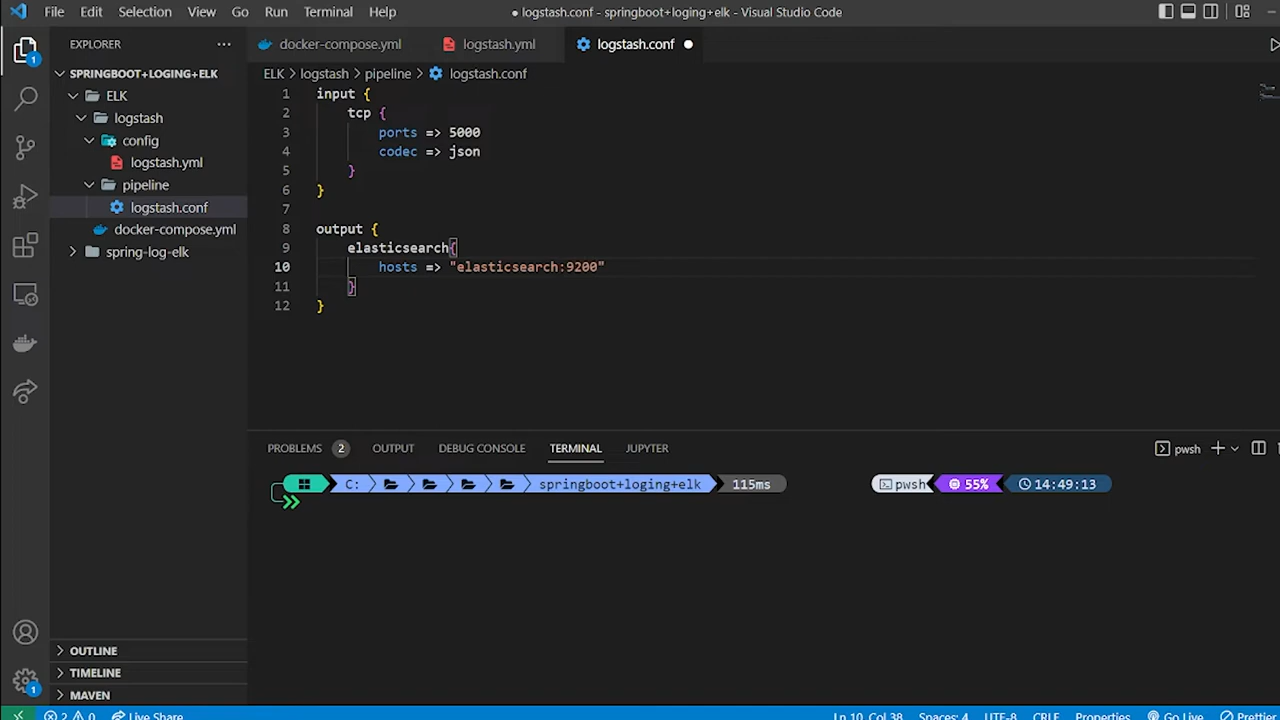 File Edit Selection View Go Run Terminal Help
● logstash.conf - springboot+loging+elk - Visual Studio Code
EXPLORER ···
docker-compose.yml logstash.yml logstash.conf ●
SPRINGBOOT+LOGING+ELK
ELK
logstash
config
logstash.yml
pipeline
logstash.conf
docker-compose.yml
spring-log-elk
OUTLINE
TIMELINE
MAVEN
1
1
ELK > logstash > pipeline > logstash.conf
1 input {
2 tcp {
3 ports => 5000
4 codec => json
5 }
6 }
7
8 output {
9 elasticsearch{
10 hosts => "elasticsearch:9200"
11 }
12 }
PROBLEMS 2 OUTPUT DEBUG CONSOLE TERMINAL JUPYTER
pwsh
C: springboot+loging+elk 115ms pwsh 55% 14:49:13
2 0 Live Share Ln 10, Col 38 Spaces: 4 UTF-8 CRLF Properties Go Live Prettier